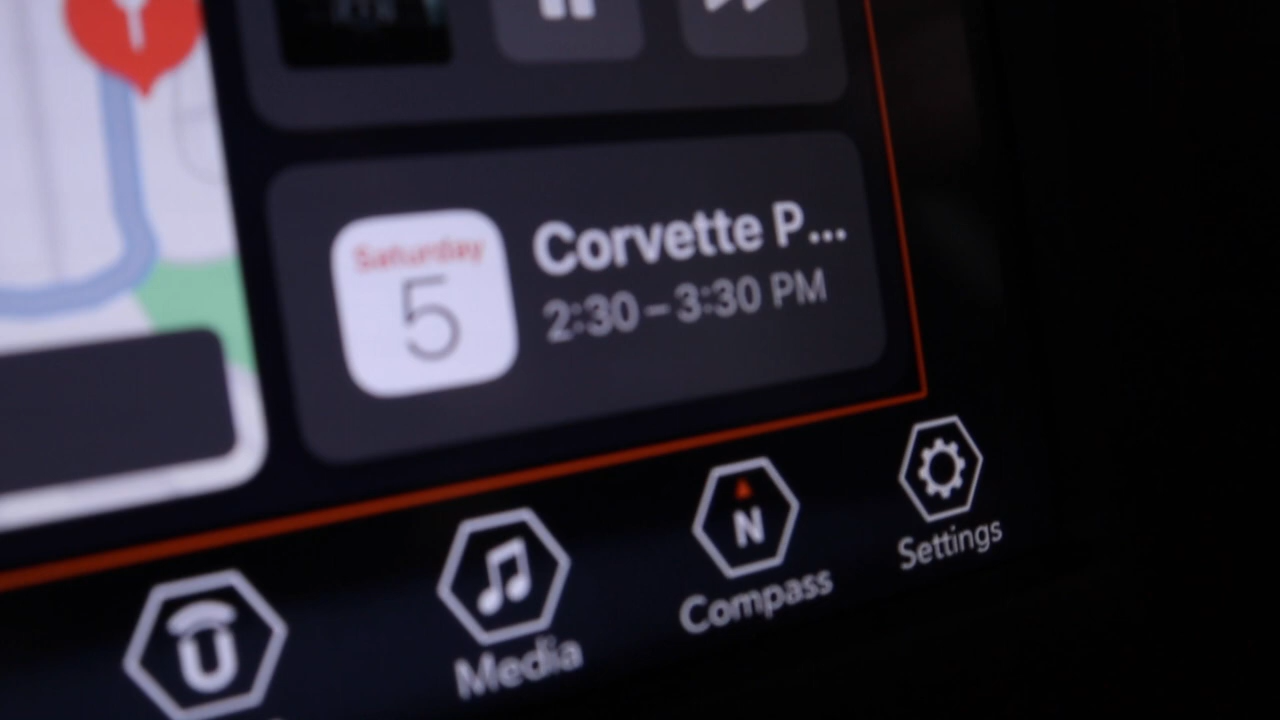 Saturday
5
Corvette P...
2:30 – 3:30 PM
N
Settings
Compass
Media